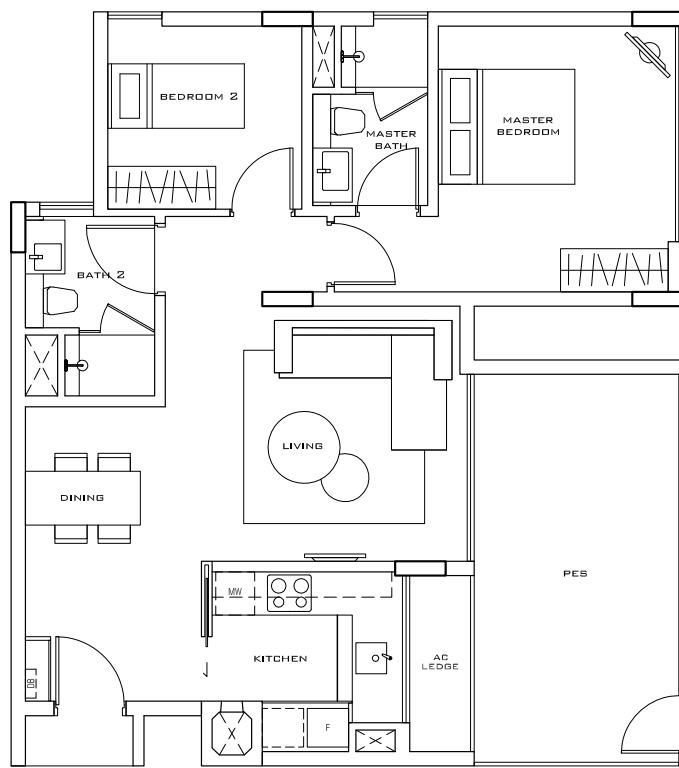 BEDROOM 2
MASTER
BATH
MASTER
BEDROOM
BATH 2
LIVING
DINING
PES
MW
KITCHEN
AC
LEDGE
DB
F